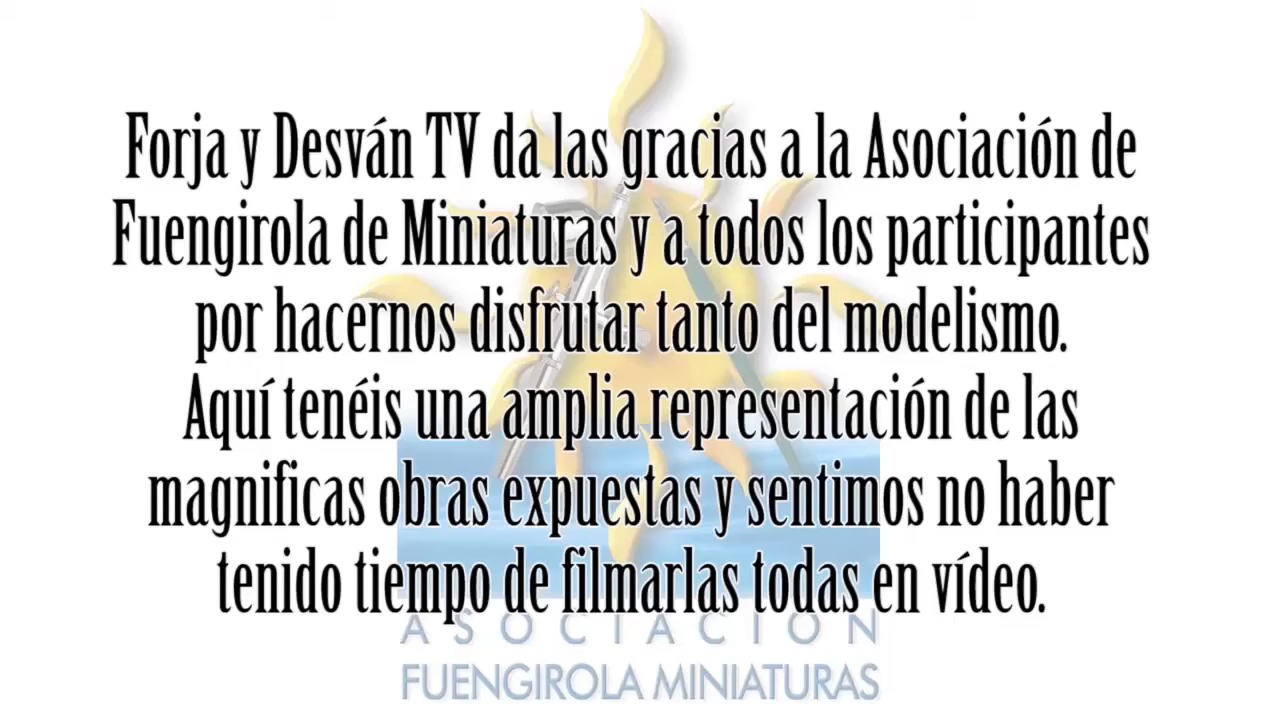 Forja y Desván TV da las gracias a la Asociación de
Fuengirola de Miniaturas y a todos los participantes
por hacernos disfrutar tanto del modelismo.
Aquí tenéis una amplia representación de las
magnificas obras expuestas y sentimos no haber
tenido tiempo de filmarlas todas en vídeo.
ASOCIACION
FUENGIROLA MINIATURAS